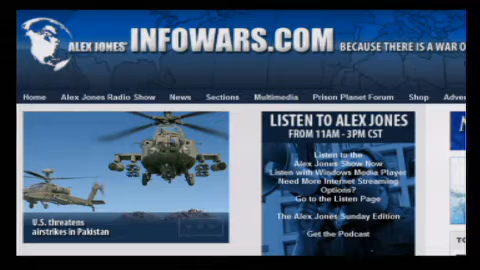 ALEX JONES' INFOWARS.COM BECAUSE THERE IS A WAR O
Home Alex Jones Radio Show News Sections Multimedia Prison Planet Forum Shop Adve
LISTEN TO ALEX JONES
FROM 11AM - 3PM CST
Listen to the
Alex Jones Show Now
Listen with Windows Media Player
Need More Internet Streaming
Options?
Go to the Listen Page
The Alex Jones Sunday Edition
Get the Podcast
U.S. threatens
airstrikes in Pakistan
TO